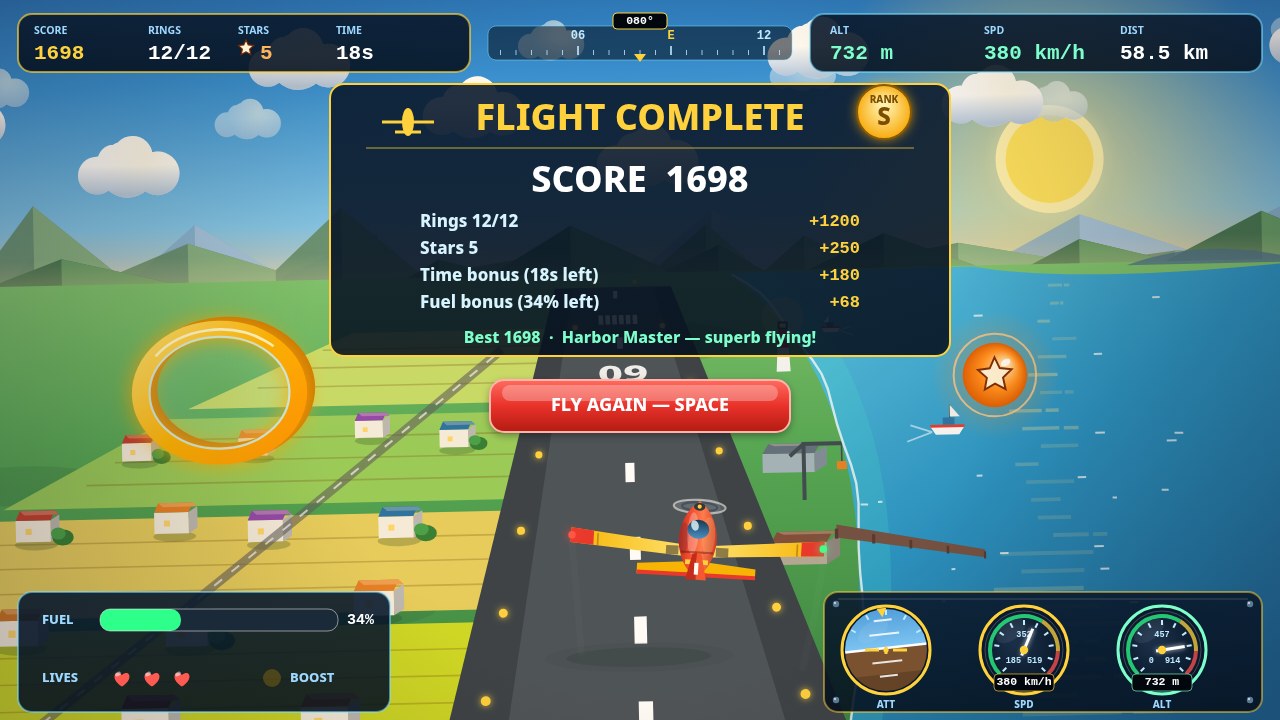 SCORE RINGS STARS TIME
1698 12/12 5 18s
080°
06 E 12
ALT SPD DIST
732 m 380 km/h 58.5 km
FLIGHT COMPLETE
RANK
S
SCORE 1698
Rings 12/12 +1200
Stars 5 +250
Time bonus (18s left) +180
Fuel bonus (34% left) +68
Best 1698 · Harbor Master — superb flying!
09
FLY AGAIN — SPACE
FUEL 34%
LIVES BOOST
352
185 519
380 km/h
457
0 914
732 m
ATT SPD ALT